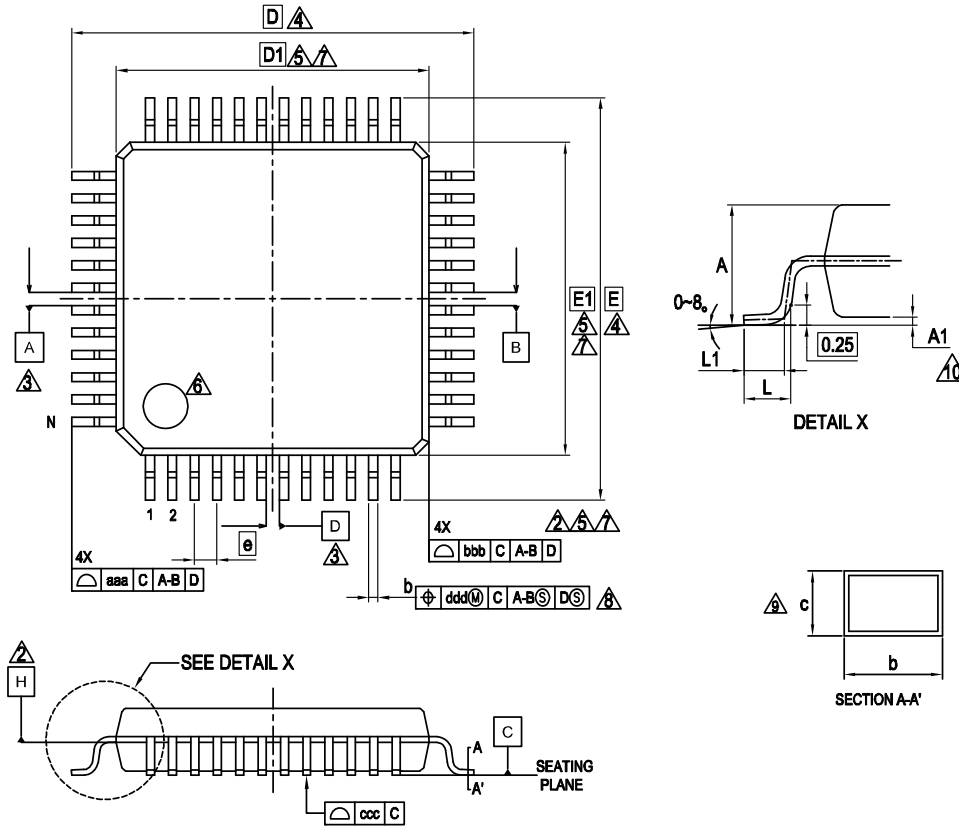 D 4
D1 5 7
6
A
3
B
E1 E
5 4
7
N
1 2
e
D
3
4X
aaa C A-B D
4X
2 5 7
bbb C A-B D
b
ddd Ⓜ C A-B Ⓢ D Ⓢ 8
A
0~8°
L1
L
0.25
A1
10
DETAIL X
9 c
b
SECTION A-A'
2
H
SEE DETAIL X
C
A
A'
SEATING
PLANE
ccc C